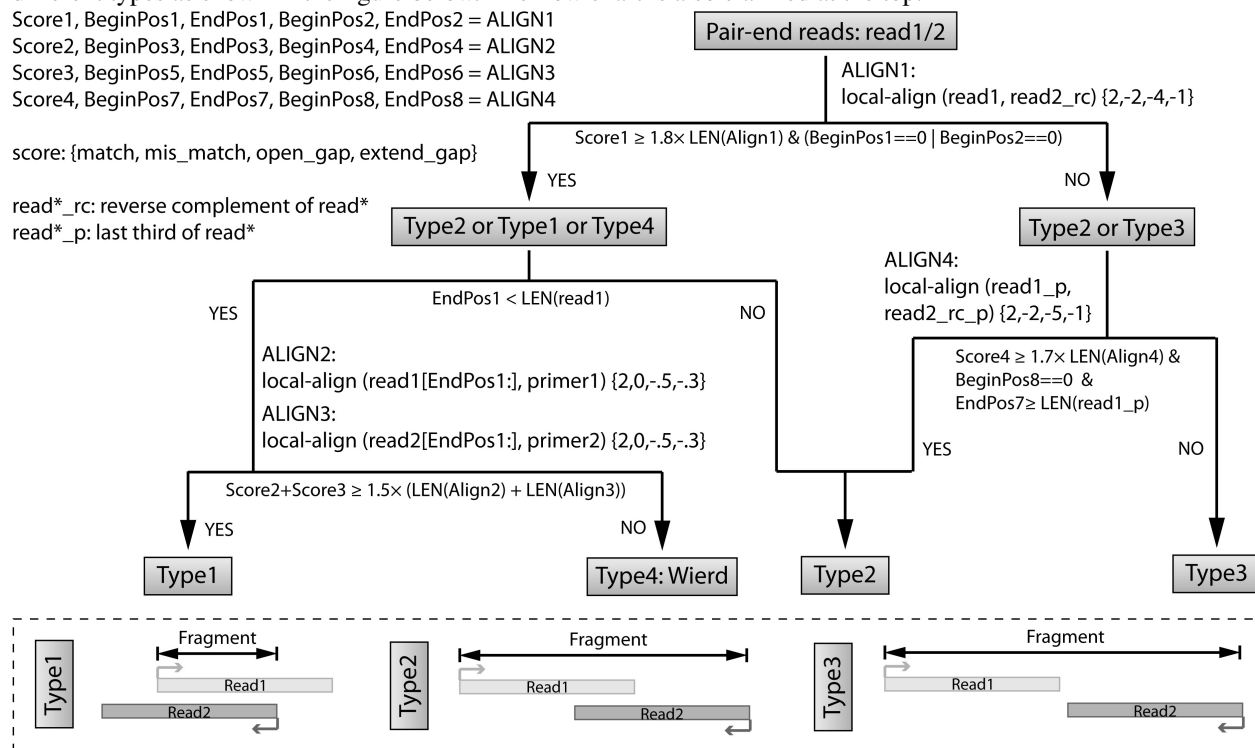 Score1, BeginPos1, EndPos1, BeginPos2, EndPos2 = ALIGN1
Score2, BeginPos3, EndPos3, BeginPos4, EndPos4 = ALIGN2
Score3, BeginPos5, EndPos5, BeginPos6, EndPos6 = ALIGN3
Score4, BeginPos7, EndPos7, BeginPos8, EndPos8 = ALIGN4
score: {match, mis_match, open_gap, extend_gap}
read*_rc: reverse complement of read*
read*_p: last third of read*
Pair-end reads: read1/2
ALIGN1:
local-align (read1, read2_rc) {2,-2,-4,-1}
Score1 ≥ 1.8× LEN(Align1) & (BeginPos1==0 | BeginPos2==0)
YES
NO
Type2 or Type1 or Type4
Type2 or Type3
EndPos1 < LEN(read1)
YES
NO
ALIGN4:
local-align (read1_p,
read2_rc_p) {2,-2,-5,-1}
Score4 ≥ 1.7× LEN(Align4) &
BeginPos8==0 &
EndPos7≥ LEN(read1_p)
YES
NO
ALIGN2:
local-align (read1[EndPos1:], primer1) {2,0,-.5,-.3}
ALIGN3:
local-align (read2[EndPos1:], primer2) {2,0,-.5,-.3}
Score2+Score3 ≥ 1.5× (LEN(Align2) + LEN(Align3))
YES
NO
Type1
Type4: Wierd
Type2
Type3
Type1
Fragment
Read1
Read2
Type2
Fragment
Read1
Read2
Type3
Fragment
Read1
Read2